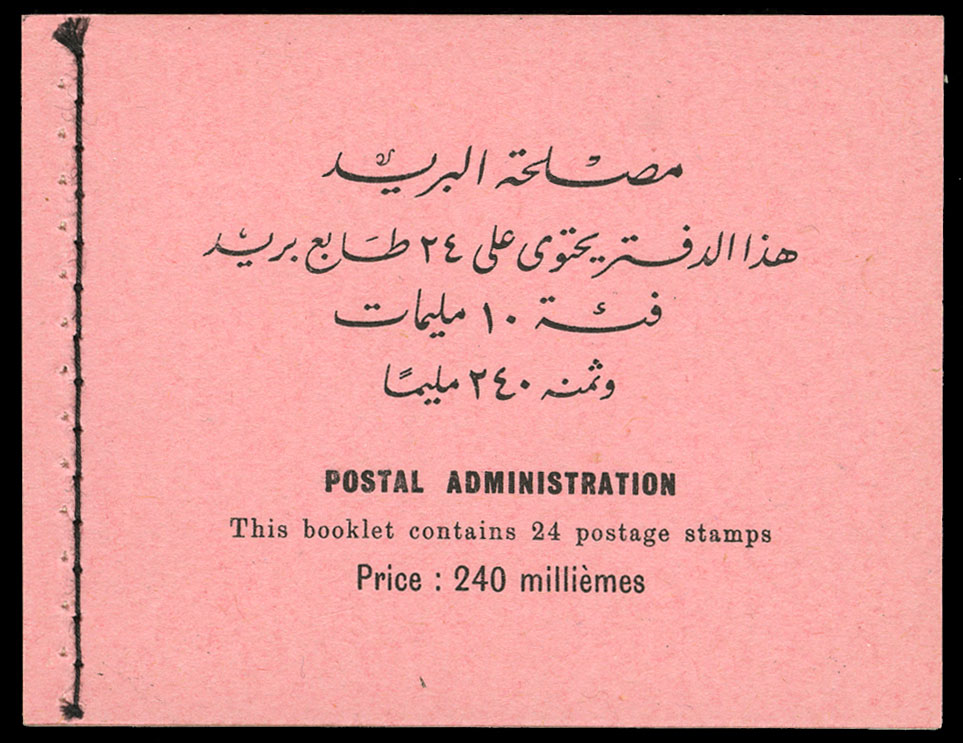 مصلحة البريد
هذا الدفتر يحتوى على ٢٤ طابع بريد
فئة ١٠ مليمات
وثمنه ٢٤٠ مليمًا
POSTAL ADMINISTRATION
This booklet contains 24 postage stamps
Price : 240 millièmes